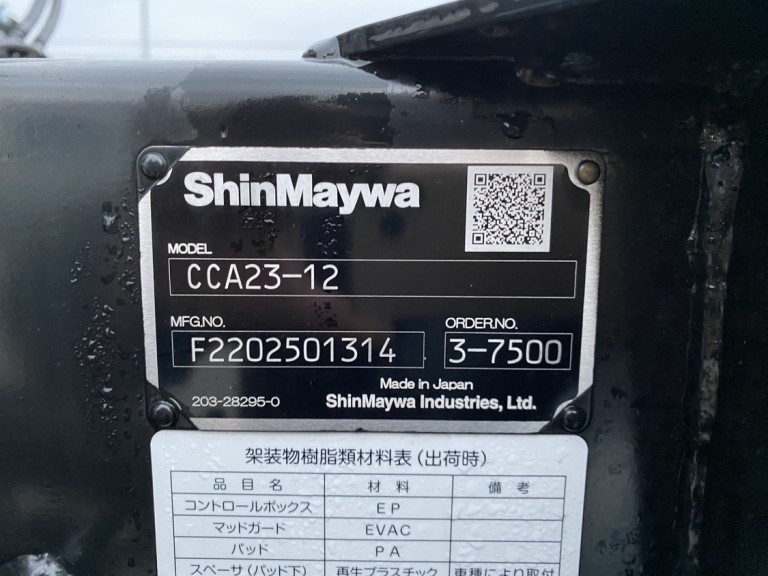 ShinMaywa
MODEL
CCA23-12
MFG.NO. ORDER.NO.
F2202501314 3-7500
Made in Japan
203-28295-0 ShinMaywa Industries, Ltd.
架装物樹脂類材料表（出荷時）
品目名 材料 備考
コントロールボックス EP
マッドガード EVAC
パッド PA
スペーサ（パッド下） 再生プラスチック 車種により取付